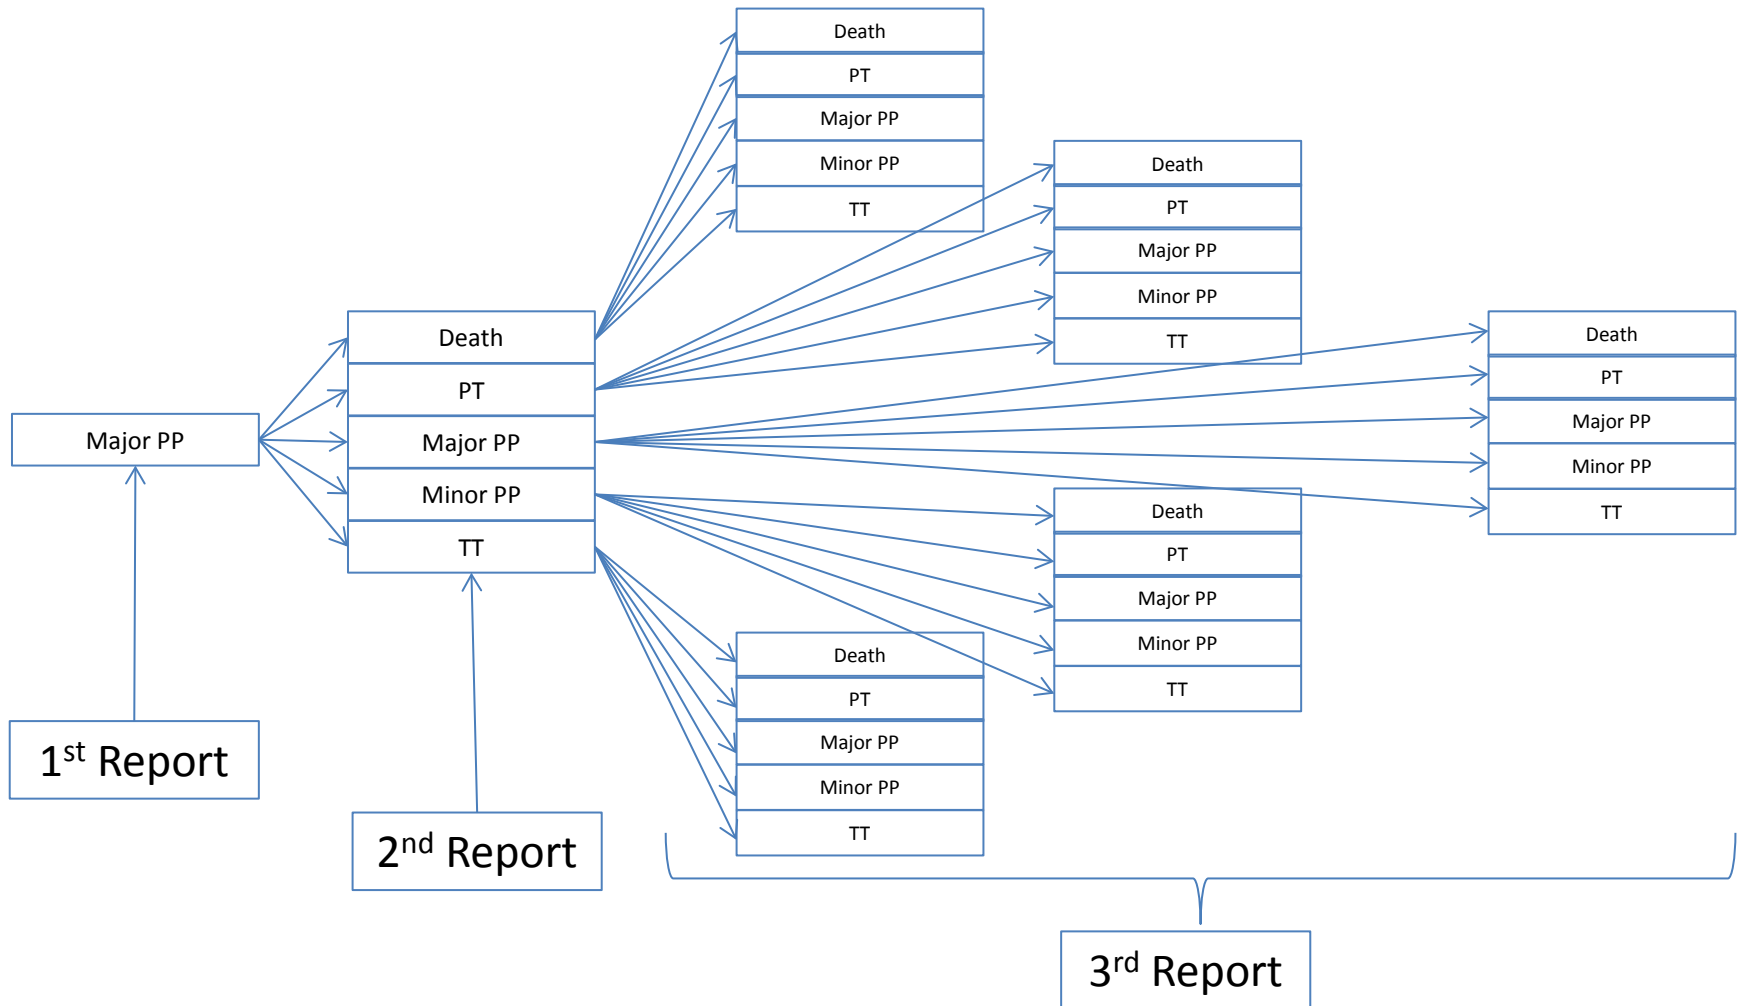 Death
PT
Major PP
Minor PP
TT
Death
PT
Major PP
Minor PP
TT
Death
PT
Major PP
Minor PP
TT
Death
PT
Major PP
Minor PP
TT
Major PP
Death
PT
Major PP
Minor PP
TT
Death
PT
Major PP
Minor PP
TT
1st Report
2nd Report
3rd Report